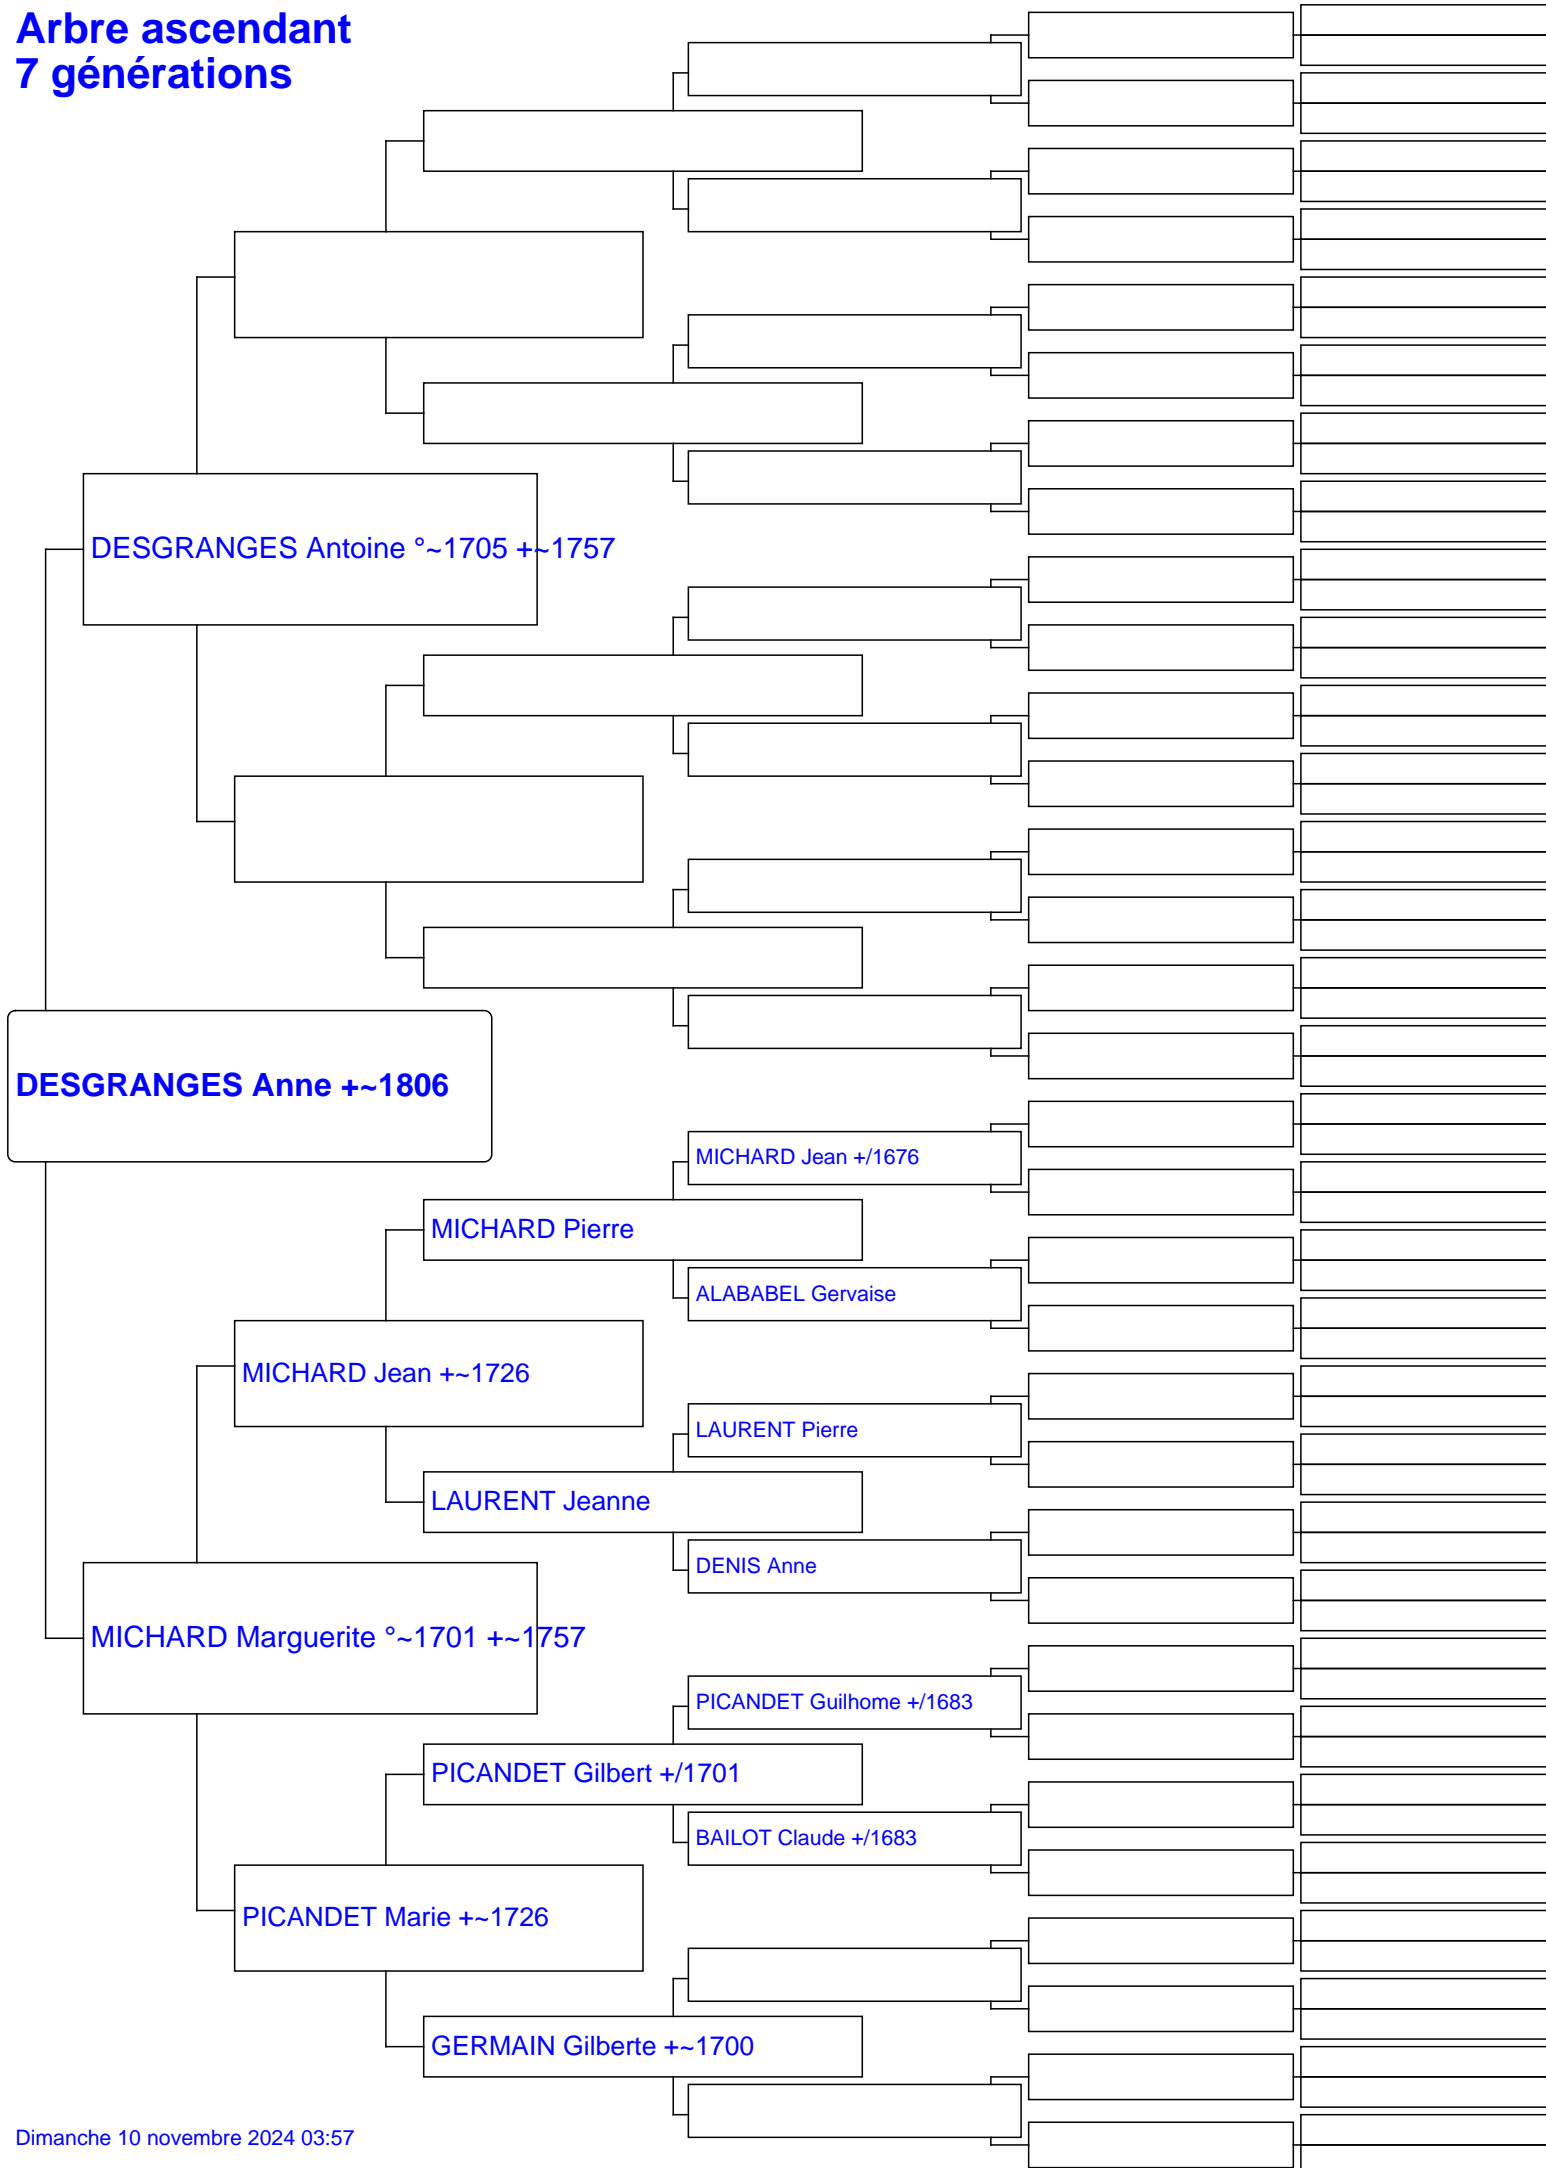 Arbre ascendant
7 générations
DESGRANGES Antoine °~1705 +~1757
DESGRANGES Anne +~1806
MICHARD Jean +/1676
MICHARD Pierre
ALABABEL Gervaise
MICHARD Jean +~1726
LAURENT Pierre
LAURENT Jeanne
DENIS Anne
MICHARD Marguerite °~1701 +~1757
PICANDET Guilhome +/1683
PICANDET Gilbert +/1701
BAILOT Claude +/1683
PICANDET Marie +~1726
GERMAIN Gilberte +~1700
Dimanche 10 novembre 2024 03:57